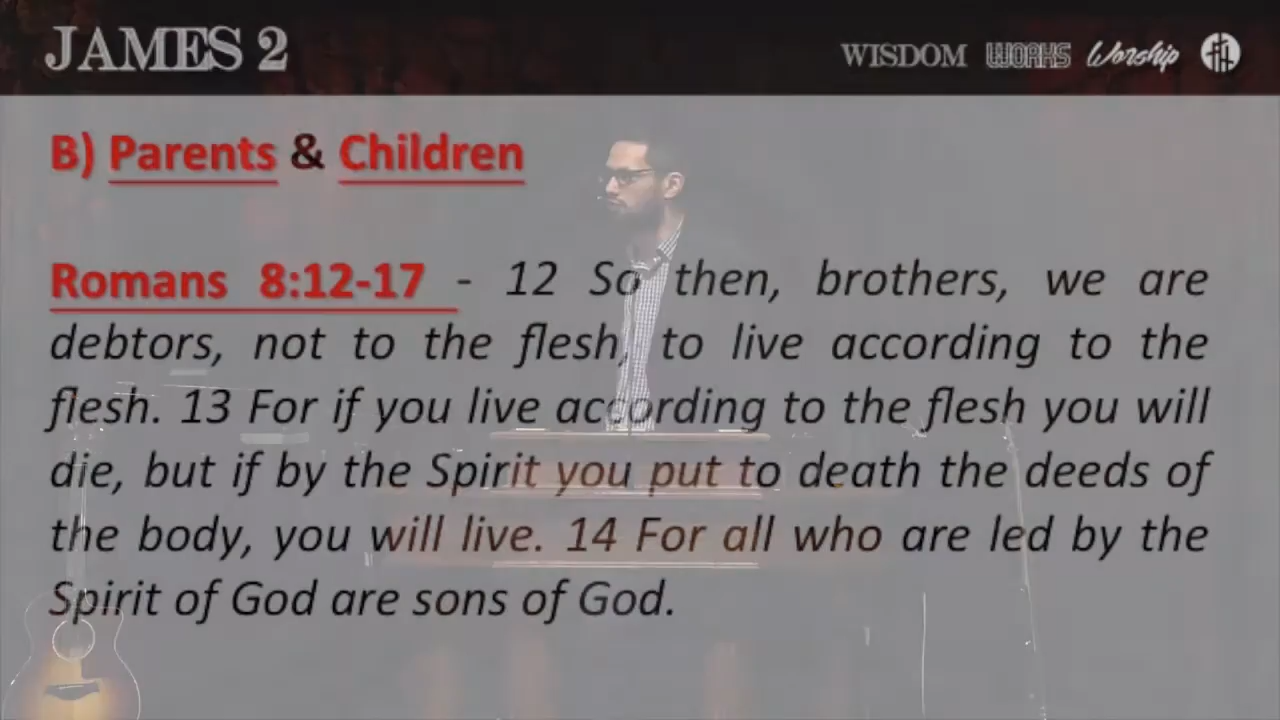 JAMES 2
WISDOM WORKS Worship
B) Parents & Children
Romans 8:12-17 - 12 So then, brothers, we are
debtors, not to the flesh, to live according to the
flesh. 13 For if you live according to the flesh you will
die, but if by the Spirit you put to death the deeds of
the body, you will live. 14 For all who are led by the
Spirit of God are sons of God.